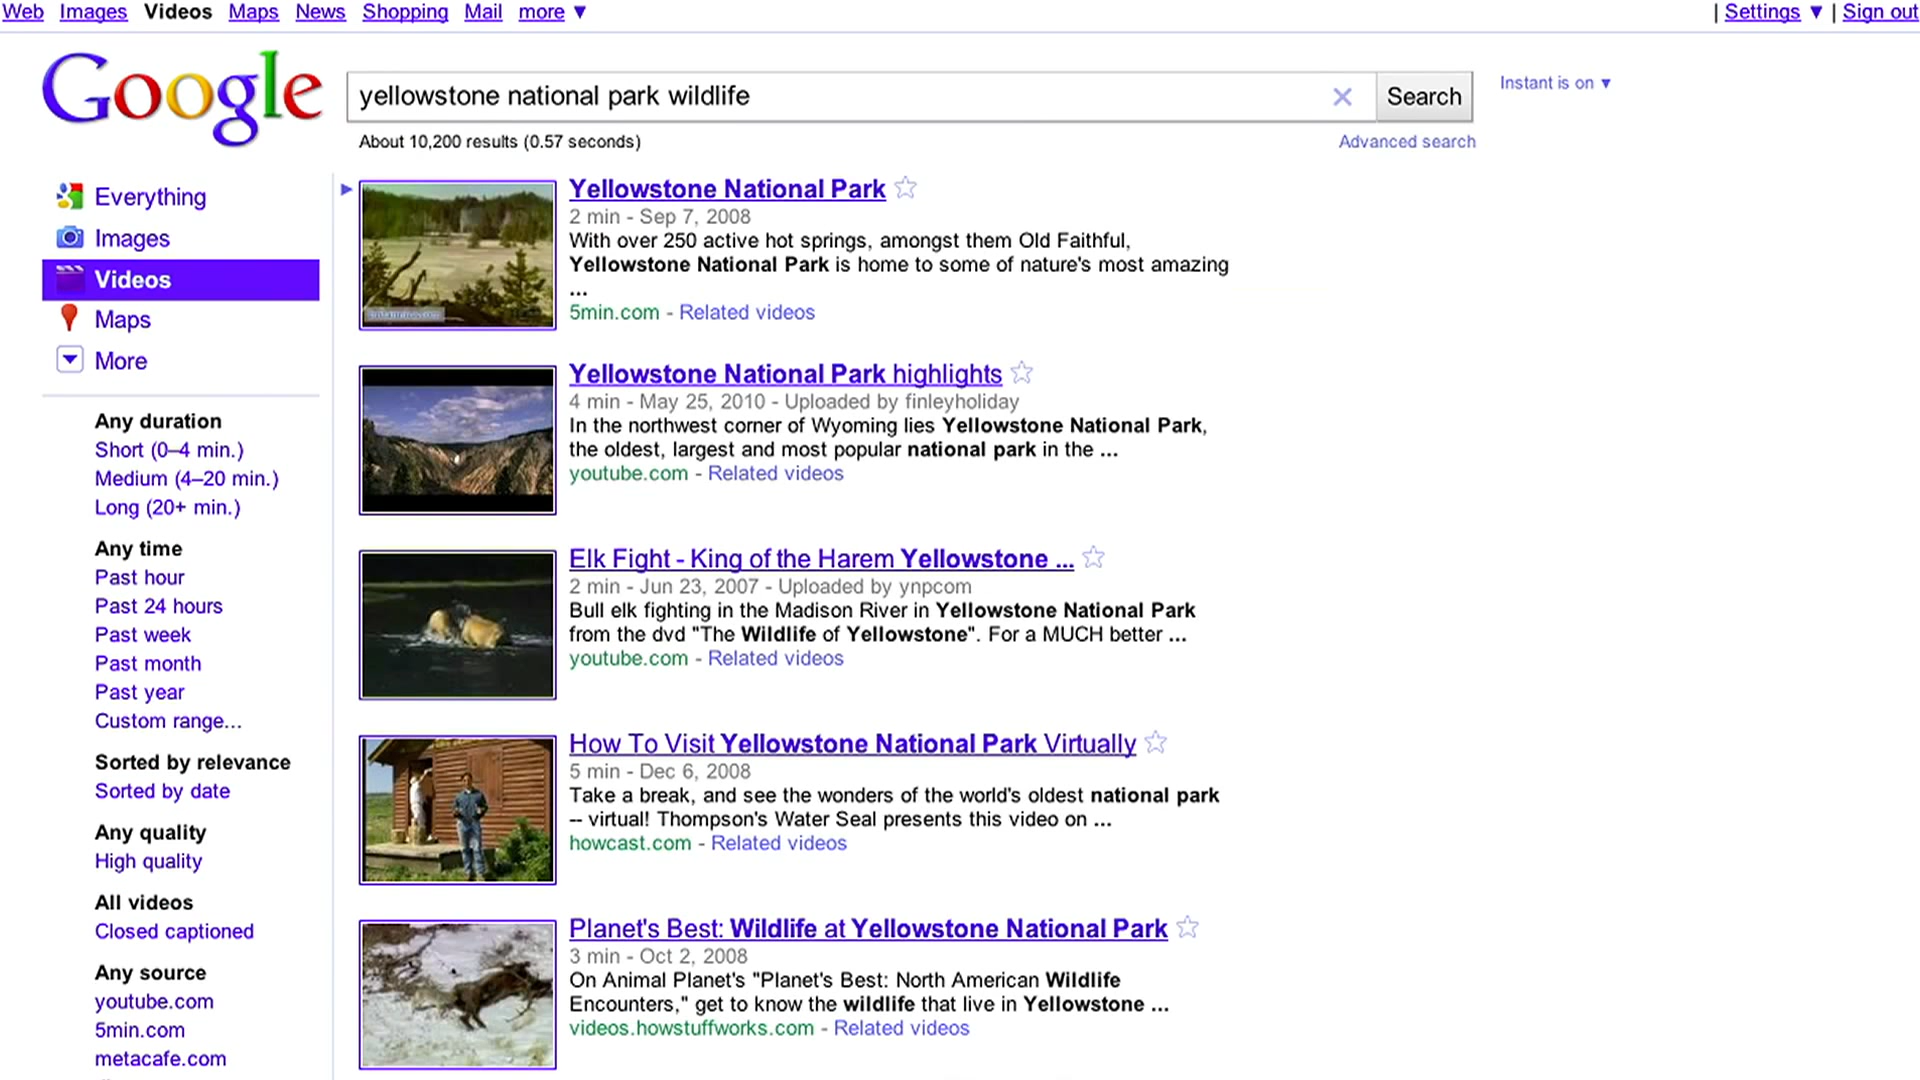 Web Images Videos Maps News Shopping Mail more ▼ | Settings ▼ | Sign out
Google
yellowstone national park wildlife
Search
Instant is on ▼
About 10,200 results (0.57 seconds)
Advanced search
Everything
Images
Videos
Maps
More
Any duration
Short (0–4 min.)
Medium (4–20 min.)
Long (20+ min.)
Any time
Past hour
Past 24 hours
Past week
Past month
Past year
Custom range...
Sorted by relevance
Sorted by date
Any quality
High quality
All videos
Closed captioned
Any source
youtube.com
5min.com
metacafe.com
Yellowstone National Park
2 min - Sep 7, 2008
With over 250 active hot springs, amongst them Old Faithful,
Yellowstone National Park is home to some of nature's most amazing
...
5min.com - Related videos
Yellowstone National Park highlights
4 min - May 25, 2010 - Uploaded by finleyholiday
In the northwest corner of Wyoming lies Yellowstone National Park,
the oldest, largest and most popular national park in the ...
youtube.com - Related videos
Elk Fight - King of the Harem Yellowstone ...
2 min - Jun 23, 2007 - Uploaded by ynpcom
Bull elk fighting in the Madison River in Yellowstone National Park
from the dvd "The Wildlife of Yellowstone". For a MUCH better ...
youtube.com - Related videos
How To Visit Yellowstone National Park Virtually
5 min - Dec 6, 2008
Take a break, and see the wonders of the world's oldest national park
-- virtual! Thompson's Water Seal presents this video on ...
howcast.com - Related videos
Planet's Best: Wildlife at Yellowstone National Park
3 min - Oct 2, 2008
On Animal Planet's "Planet's Best: North American Wildlife
Encounters," get to know the wildlife that live in Yellowstone ...
videos.howstuffworks.com - Related videos